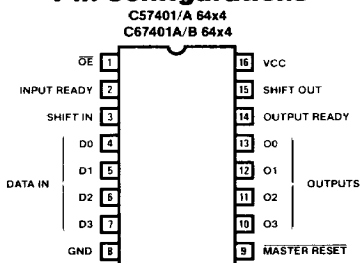 Pin Configurations
C57401/A 64x4
C67401A/B 64x4
OE 1 16 VCC
INPUT READY 2 15 SHIFT OUT
SHIFT IN 3 14 OUTPUT READY
D0 4 13 O0
D1 5 12 O1
DATA IN OUTPUTS
D2 6 11 O2
D3 7 10 O3
GND 8 9 MASTER RESET